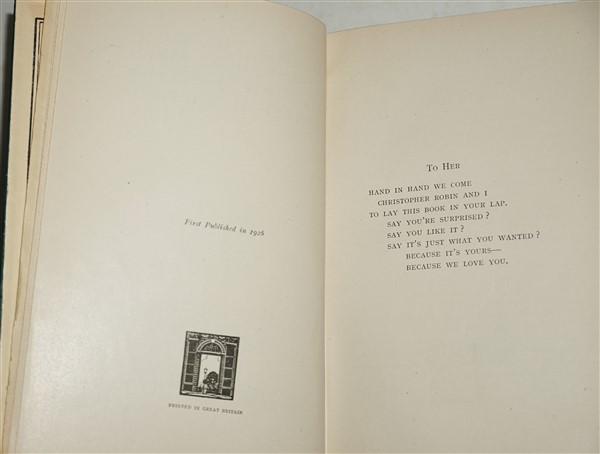 First Published in 1926
PRINTED IN GREAT BRITAIN
TO HER
HAND IN HAND WE COME
CHRISTOPHER ROBIN AND I
TO LAY THIS BOOK IN YOUR LAP.
SAY YOU'RE SURPRISED?
SAY YOU LIKE IT?
SAY IT'S JUST WHAT YOU WANTED?
BECAUSE IT'S YOURS—
BECAUSE WE LOVE YOU.